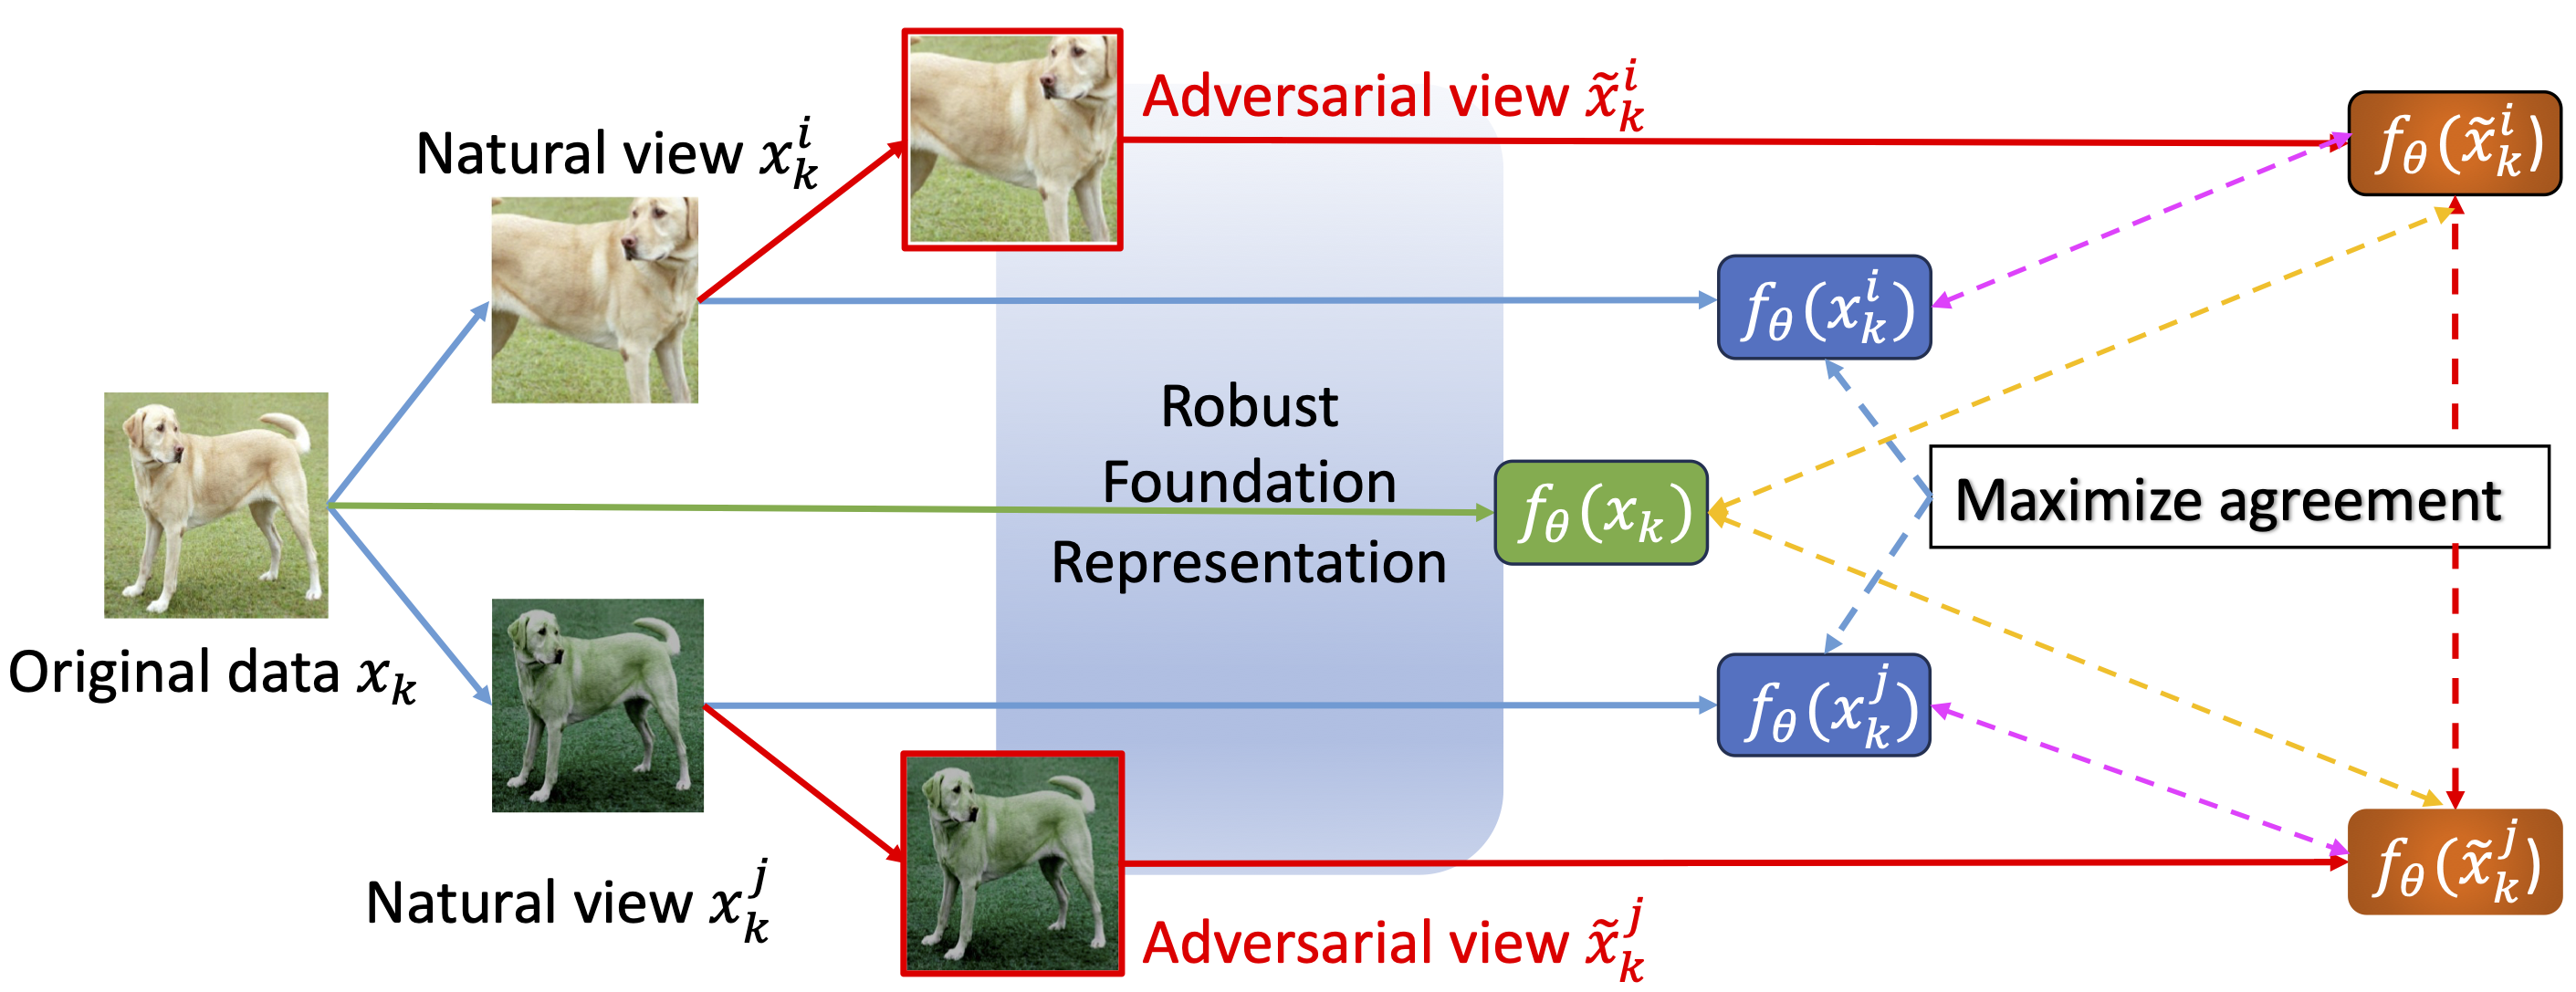 Adversarial view $\tilde{x}_k^i$
$f_\theta(\tilde{x}_k^i)$
Natural view $x_k^i$
$f_\theta(x_k^i)$
Robust
Foundation
Representation
$f_\theta(x_k)$
Maximize agreement
Original data $x_k$
$f_\theta(x_k^j)$
Natural view $x_k^j$
$f_\theta(\tilde{x}_k^j)$
Adversarial view $\tilde{x}_k^j$